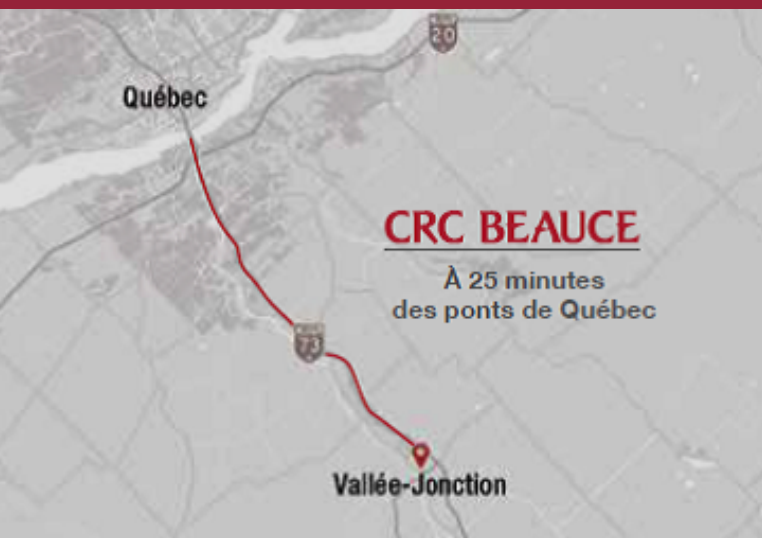 20
Québec
CRC BEAUCE
À 25 minutes
des ponts de Québec
73
Vallée-Jonction